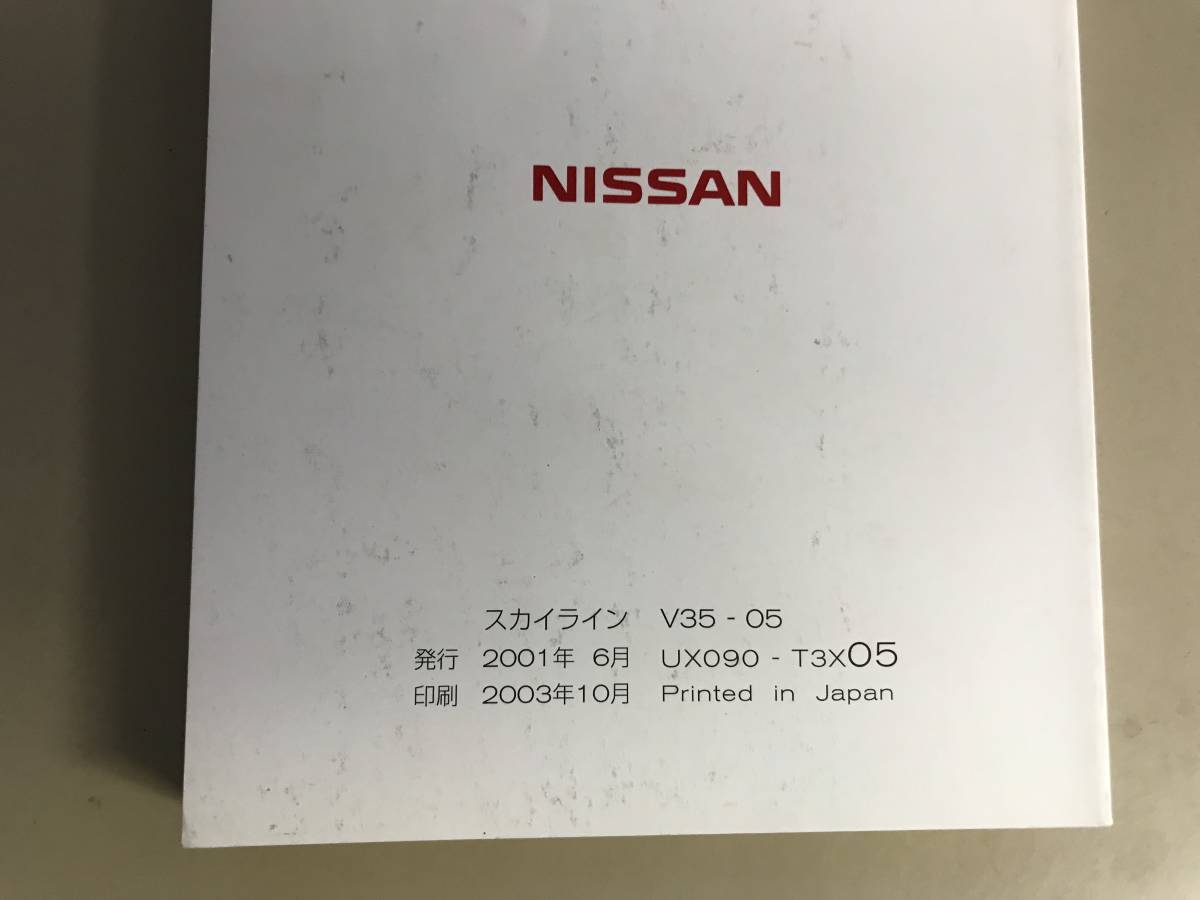 NISSAN
スカイライン V35 - 05
発行 2001年 6月 UX090 - T3X05
印刷 2003年10月 Printed in Japan